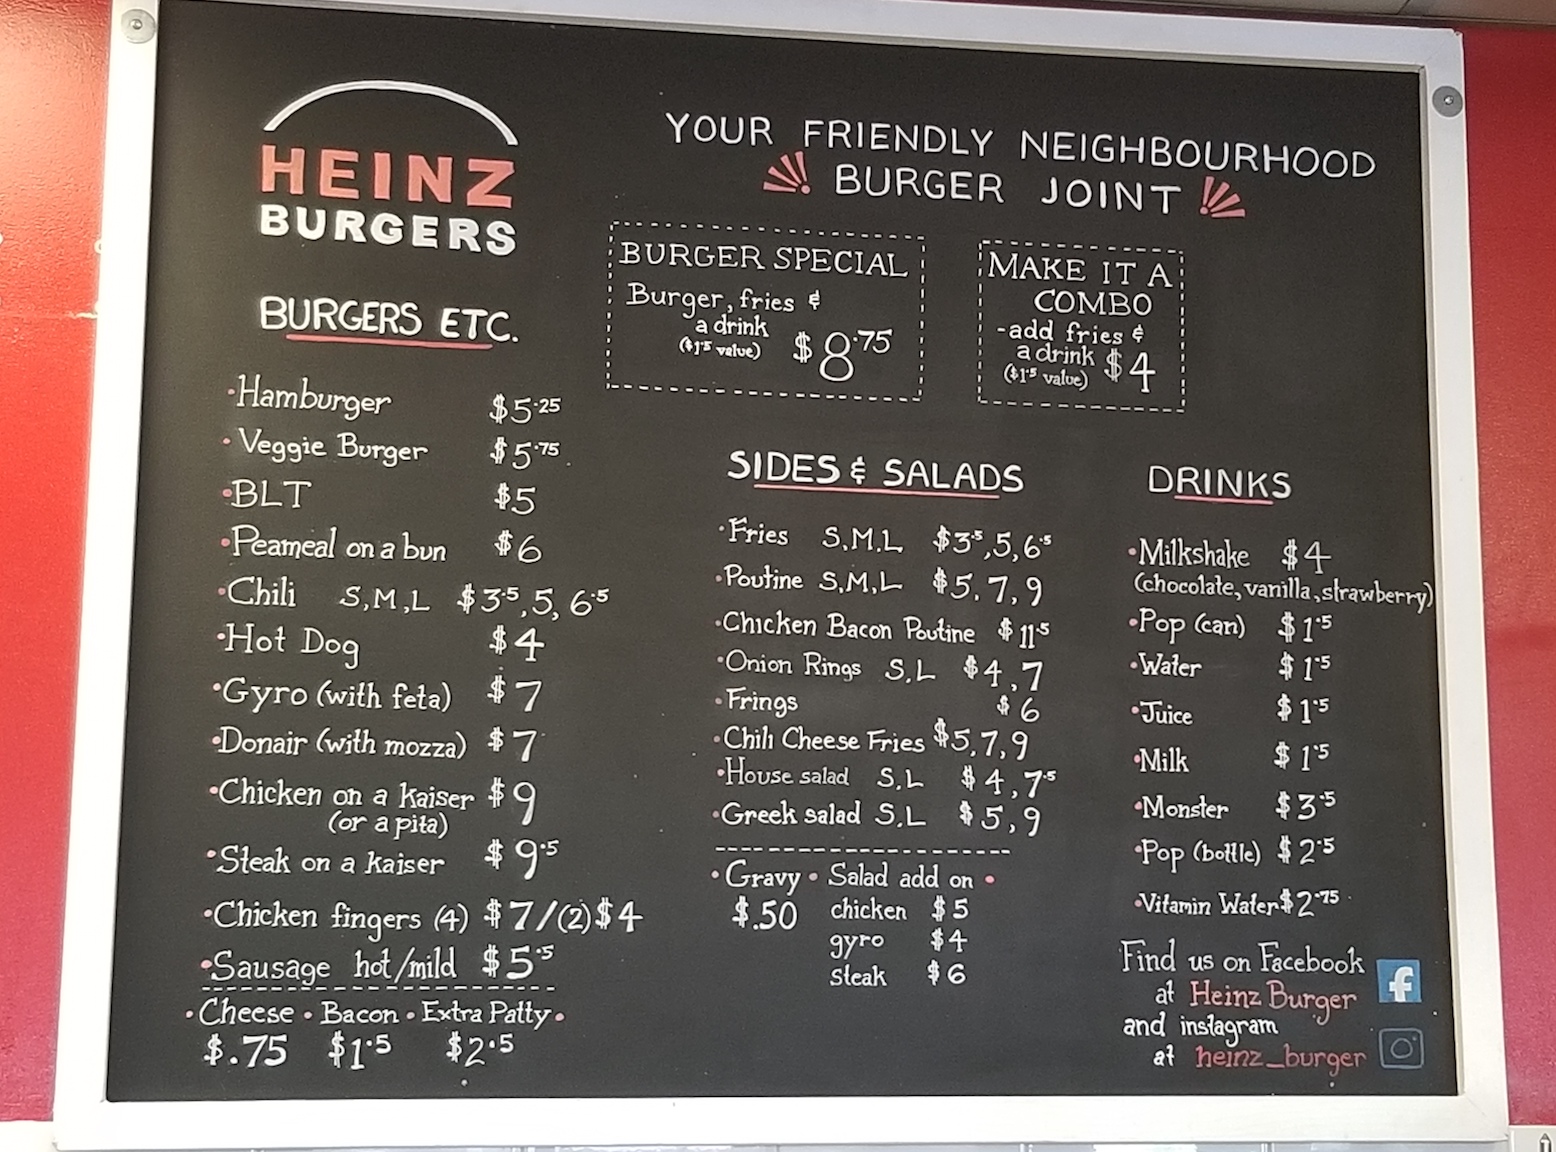 HEINZ
BURGERS
YOUR FRIENDLY NEIGHBOURHOOD
BURGER JOINT
BURGER SPECIAL
Burger, fries &
a drink
($1.5 value) $8.75
MAKE IT A
COMBO
-add fries &
a drink $4
($1.5 value)
BURGERS ETC.
• Hamburger $5.25
• Veggie Burger $5.75
• BLT $5
• Peameal on a bun $6
• Chili S,M,L $3.5, 5, 6.5
• Hot Dog $4
• Gyro (with feta) $7
• Donair (with mozza) $7
• Chicken on a kaiser $9
(or a pita)
• Steak on a kaiser $9.5
• Chicken fingers (4) $7/(2)$4
• Sausage hot/mild $5.5
• Cheese • Bacon • Extra Patty •
$.75 $1.5 $2.5
SIDES & SALADS
• Fries S,M,L $3.5, 5, 6.5
• Poutine S,M,L $5, 7, 9
• Chicken Bacon Poutine $11.5
• Onion Rings S,L $4, 7
• Frings $6
• Chili Cheese Fries $5, 7, 9
• House salad S,L $4, 7.5
• Greek salad S,L $5, 9
• Gravy • Salad add on •
$.50 chicken $5
gyro $4
steak $6
DRINKS
• Milkshake $4
(chocolate, vanilla, strawberry)
• Pop (can) $1.5
• Water $1.5
• Juice $1.5
• Milk $1.5
• Monster $3.5
• Pop (bottle) $2.5
• Vitamin Water $2.75
Find us on Facebook f
at Heinz Burger
and instagram
at heinz_burger